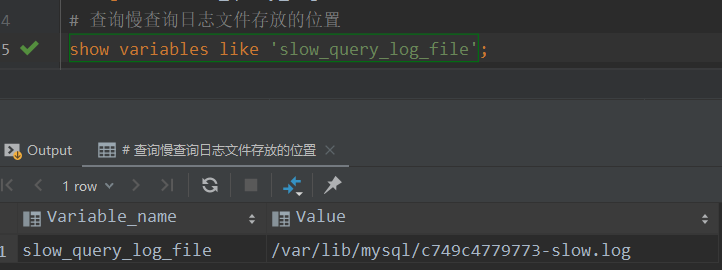 4
# 查询慢查询日志文件存放的位置
5
show variables like 'slow_query_log_file';
Output
# 查询慢查询日志文件存放的位置
1 row
Variable_name
Value
1
slow_query_log_file
/var/lib/mysql/c749c4779773-slow.log